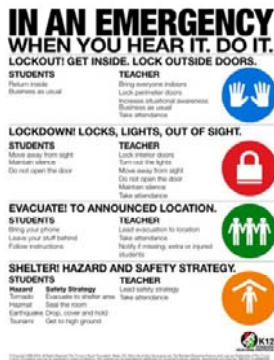 IN AN EMERGENCY
WHEN YOU HEAR IT. DO IT.
LOCKOUT! GET INSIDE. LOCK OUTSIDE DOORS.
STUDENTS
Return inside
Business as usual
TEACHER
Bring everyone indoors
Lock perimeter doors
Increase situational awareness
Business as usual
Take attendance
LOCKDOWN! LOCKS, LIGHTS, OUT OF SIGHT.
STUDENTS
Move away from sight
Maintain silence
Do not open the door
TEACHER
Lock interior doors
Turn out the lights
Move away from sight
Do not open the door
Maintain silence
Take attendance
EVACUATE! TO ANNOUNCED LOCATION.
STUDENTS
Bring your phone
Leave your stuff behind
Follow instructions
TEACHER
Lead evacuation to location
Take attendance
Notify if missing, extra or injured
students
SHELTER! HAZARD AND SAFETY STRATEGY.
STUDENTS
Hazard Safety Strategy
Tornado Evacuate to shelter area
Hazmat Seal the room
Earthquake Drop, cover and hold
Tsunami Get to high ground
TEACHER
Lead safety strategy
Take attendance
K12